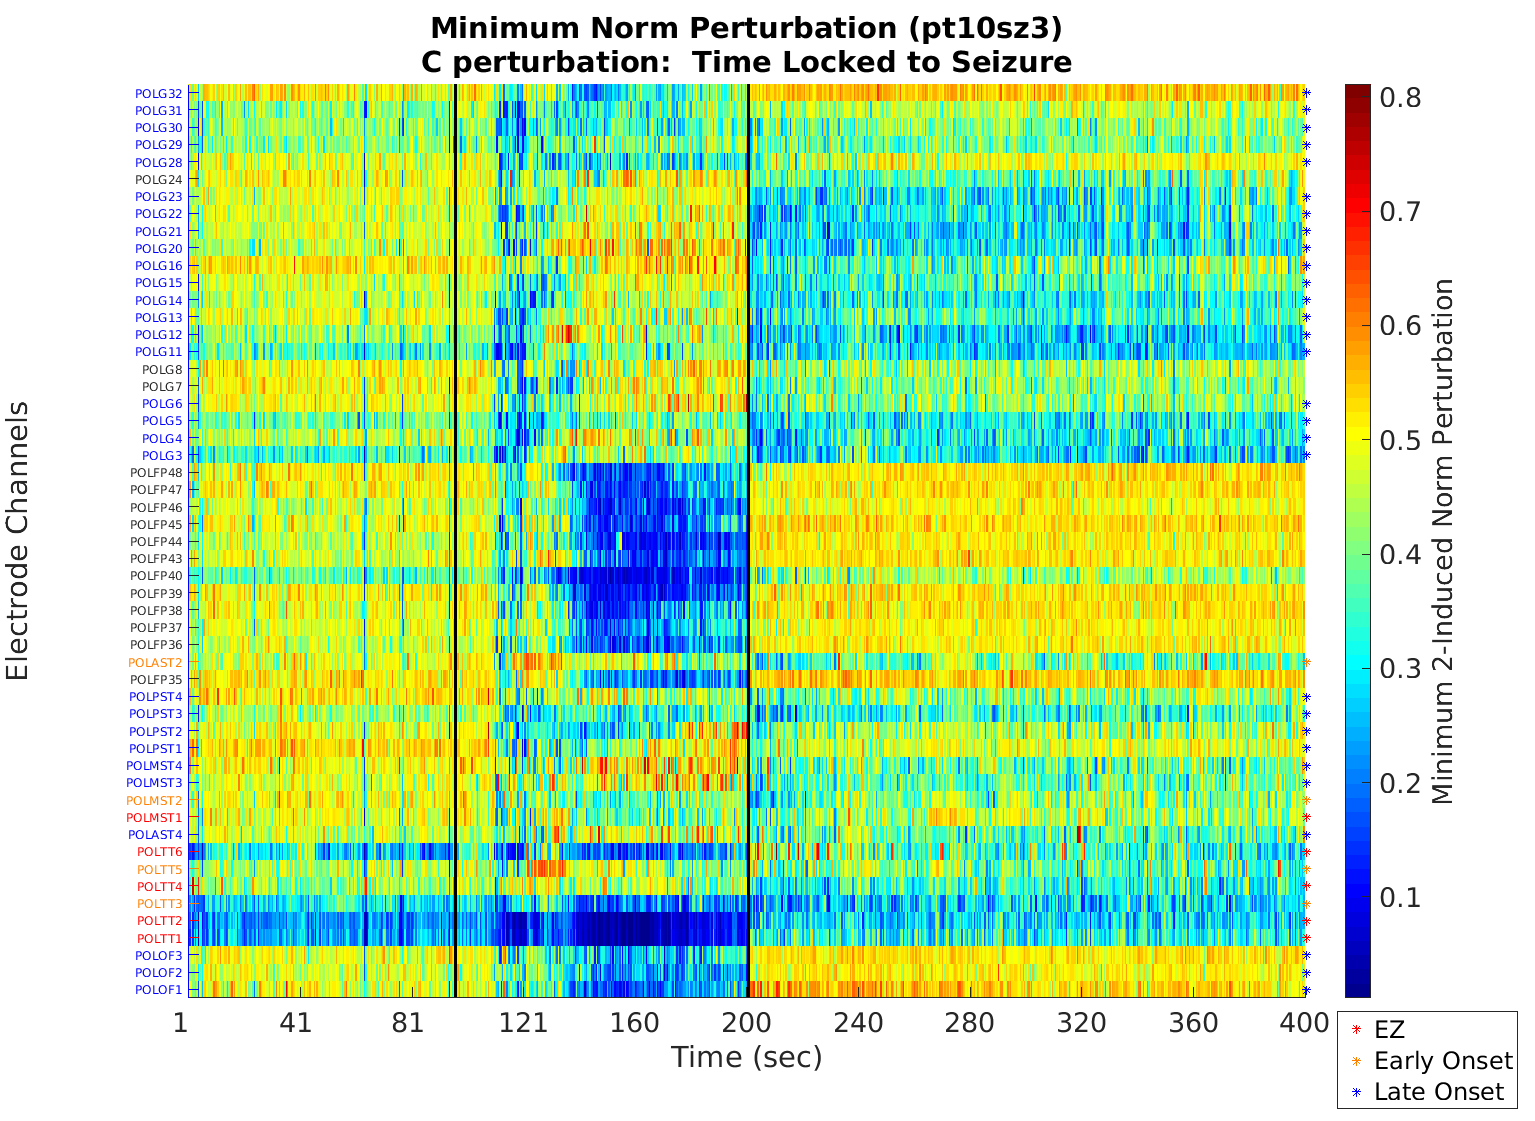 Minimum Norm Perturbation (pt10sz3)
C perturbation:  Time Locked to Seizure
Electrode Channels
POLG32
POLG31
POLG30
POLG29
POLG28
POLG24
POLG23
POLG22
POLG21
POLG20
POLG16
POLG15
POLG14
POLG13
POLG12
POLG11
POLG8
POLG7
POLG6
POLG5
POLG4
POLG3
POLFP48
POLFP47
POLFP46
POLFP45
POLFP44
POLFP43
POLFP40
POLFP39
POLFP38
POLFP37
POLFP36
POLAST2
POLFP35
POLPST4
POLPST3
POLPST2
POLPST1
POLMST4
POLMST3
POLMST2
POLMST1
POLAST4
POLTT6
POLTT5
POLTT4
POLTT3
POLTT2
POLTT1
POLOF3
POLOF2
POLOF1
1 41 81 121 160 200 240 280 320 360 400
Time (sec)
0.8
0.7
0.6
0.5
0.4
0.3
0.2
0.1
Minimum 2-Induced Norm Perturbation
EZ
Early Onset
Late Onset